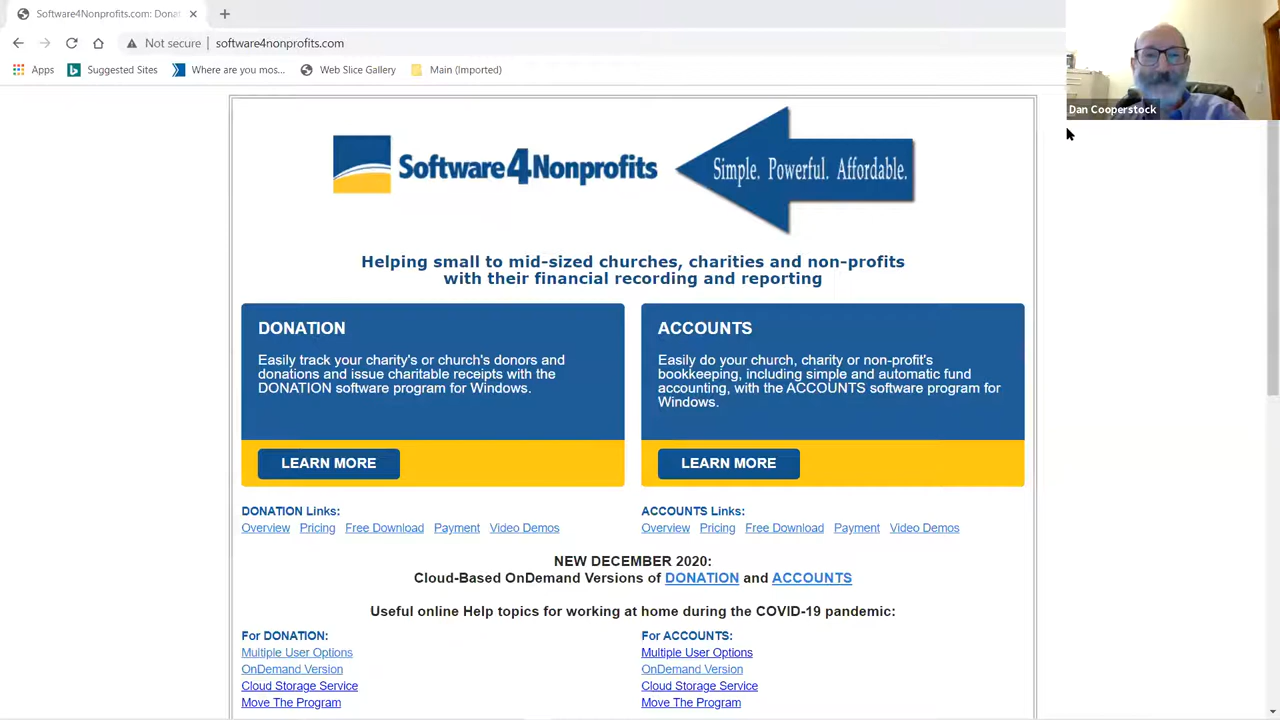 Software4Nonprofits.com: Donat
Not secure | software4nonprofits.com
Apps
Suggested Sites
Where are you mos...
Web Slice Gallery
Main (Imported)
Dan Cooperstock
Software4Nonprofits
Simple. Powerful. Affordable.
Helping small to mid-sized churches, charities and non-profits
with their financial recording and reporting
DONATION
Easily track your charity's or church's donors and
donations and issue charitable receipts with the
DONATION software program for Windows.
LEARN MORE
ACCOUNTS
Easily do your church, charity or non-profit's
bookkeeping, including simple and automatic fund
accounting, with the ACCOUNTS software program for
Windows.
LEARN MORE
DONATION Links:
Overview Pricing Free Download Payment Video Demos
ACCOUNTS Links:
Overview Pricing Free Download Payment Video Demos
NEW DECEMBER 2020:
Cloud-Based OnDemand Versions of DONATION and ACCOUNTS
Useful online Help topics for working at home during the COVID-19 pandemic:
For DONATION:
Multiple User Options
OnDemand Version
Cloud Storage Service
Move The Program
For ACCOUNTS:
Multiple User Options
OnDemand Version
Cloud Storage Service
Move The Program